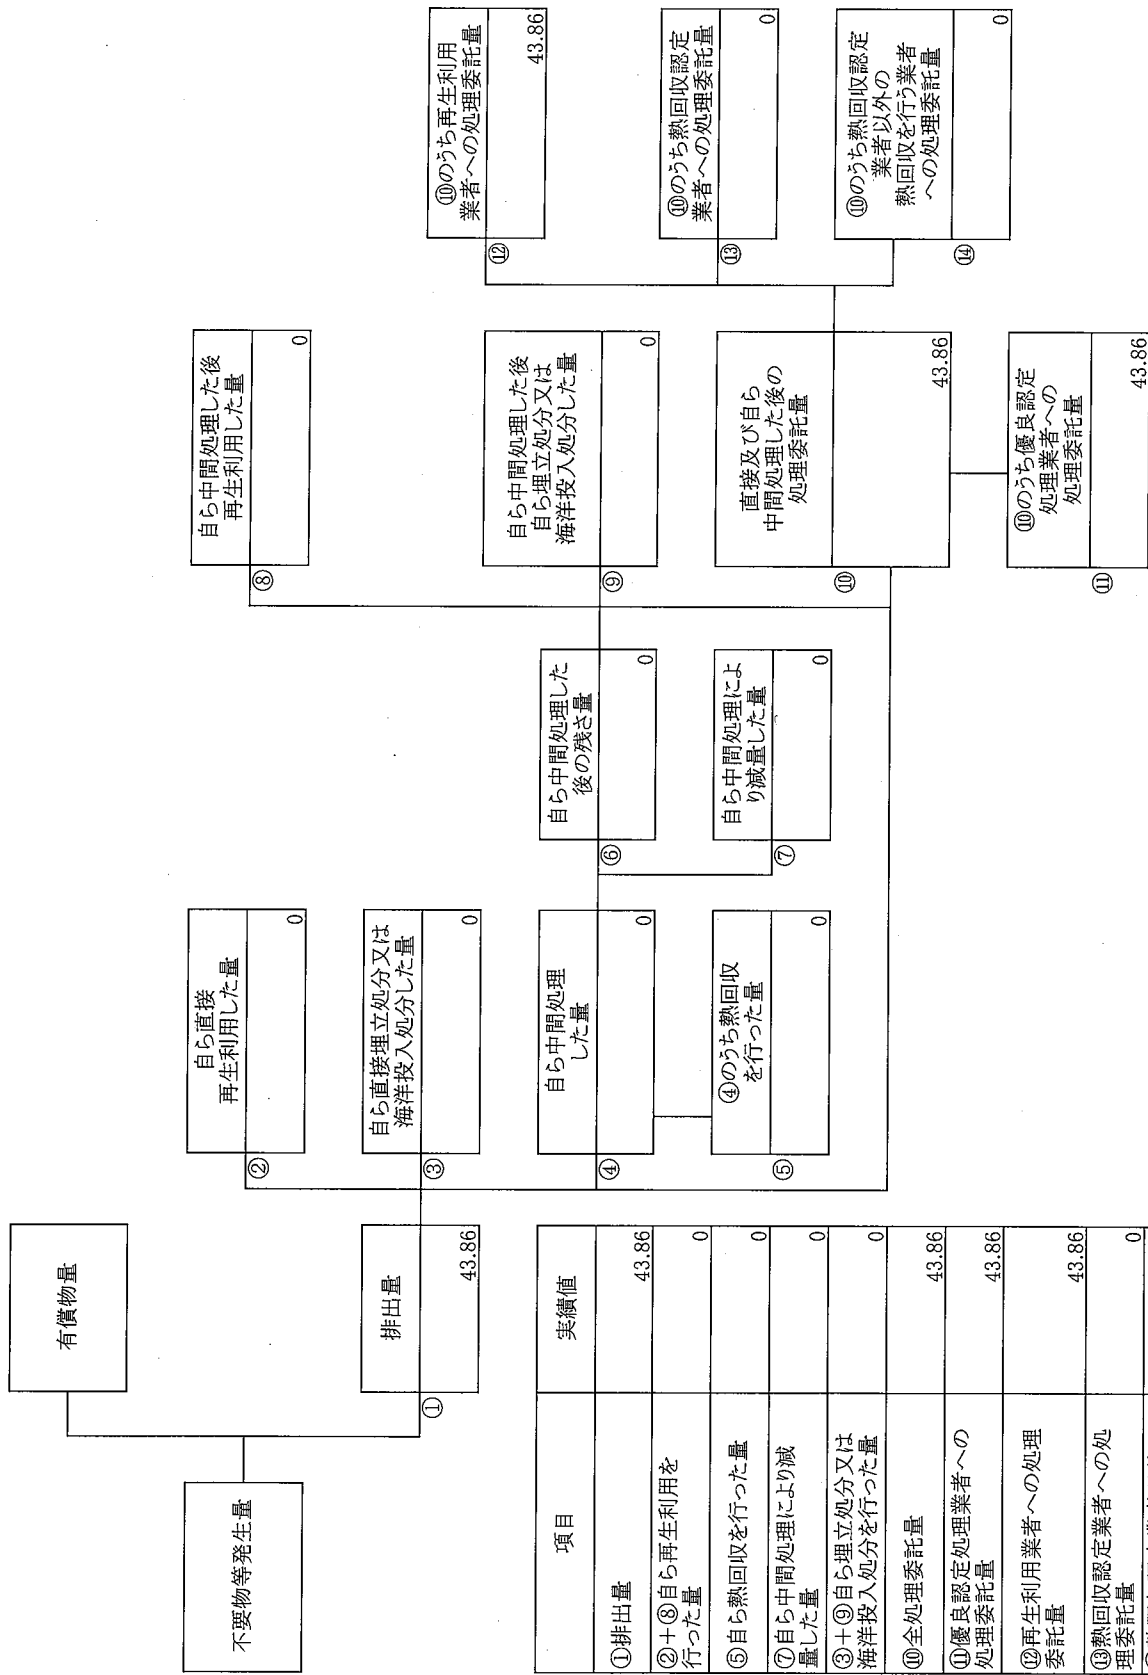 不要物等発生量
有償物量
排出量
①
43.86
自ら直接
再生利用した量
②
0
自ら直接埋立処分又は
海洋投入処分した量
③
0
自ら中間処理
した量
④
0
④のうち熱回収
を行った量
⑤
0
自ら中間処理した
後の残さ量
⑥
0
自ら中間処理によ
り減量した量
⑦
0
自ら中間処理した後
再生利用した量
⑧
0
自ら中間処理した後
自ら埋立処分又は
海洋投入処分した量
⑨
0
直接及び自ら
中間処理した後の
処理委託量
⑩
43.86
⑩のうち優良認定
処理業者への
処理委託量
⑪
43.86
⑩のうち再生利用
業者への処理委託量
⑫
43.86
⑩のうち熱回収認定
業者への処理委託量
⑬
0
⑩のうち熱回収認定
業者以外の
熱回収を行う業者
への処理委託量
⑭
0
項目 実績値
①排出量 43.86
②+⑧自ら再生利用を
行った量 0
⑤自ら熱回収を行った量 0
⑦自ら中間処理により減
量した量 0
③+⑨自ら埋立処分又は
海洋投入処分を行った量 0
⑩全処理委託量 43.86
⑪優良認定処理業者への
処理委託量 43.86
⑫再生利用業者への処理
委託量 43.86
⑬熱回収認定業者への処
理委託量 0